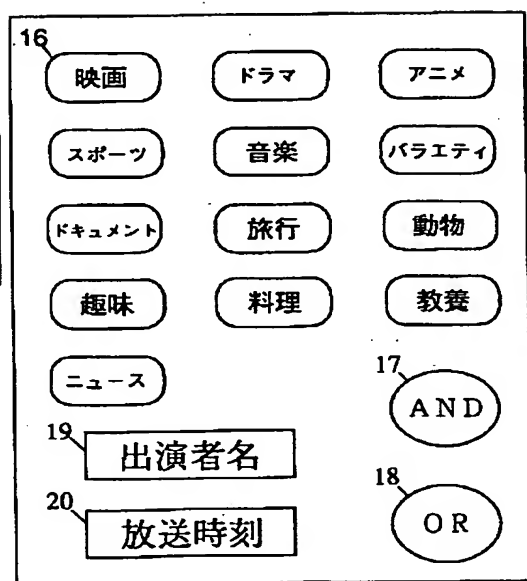 16
映画 ドラマ アニメ
スポーツ 音楽 バラエティ
ドキュメント 旅行 動物
趣味 料理 教養
ニュース
17
AND
19
出演者名
18
OR
20
放送時刻